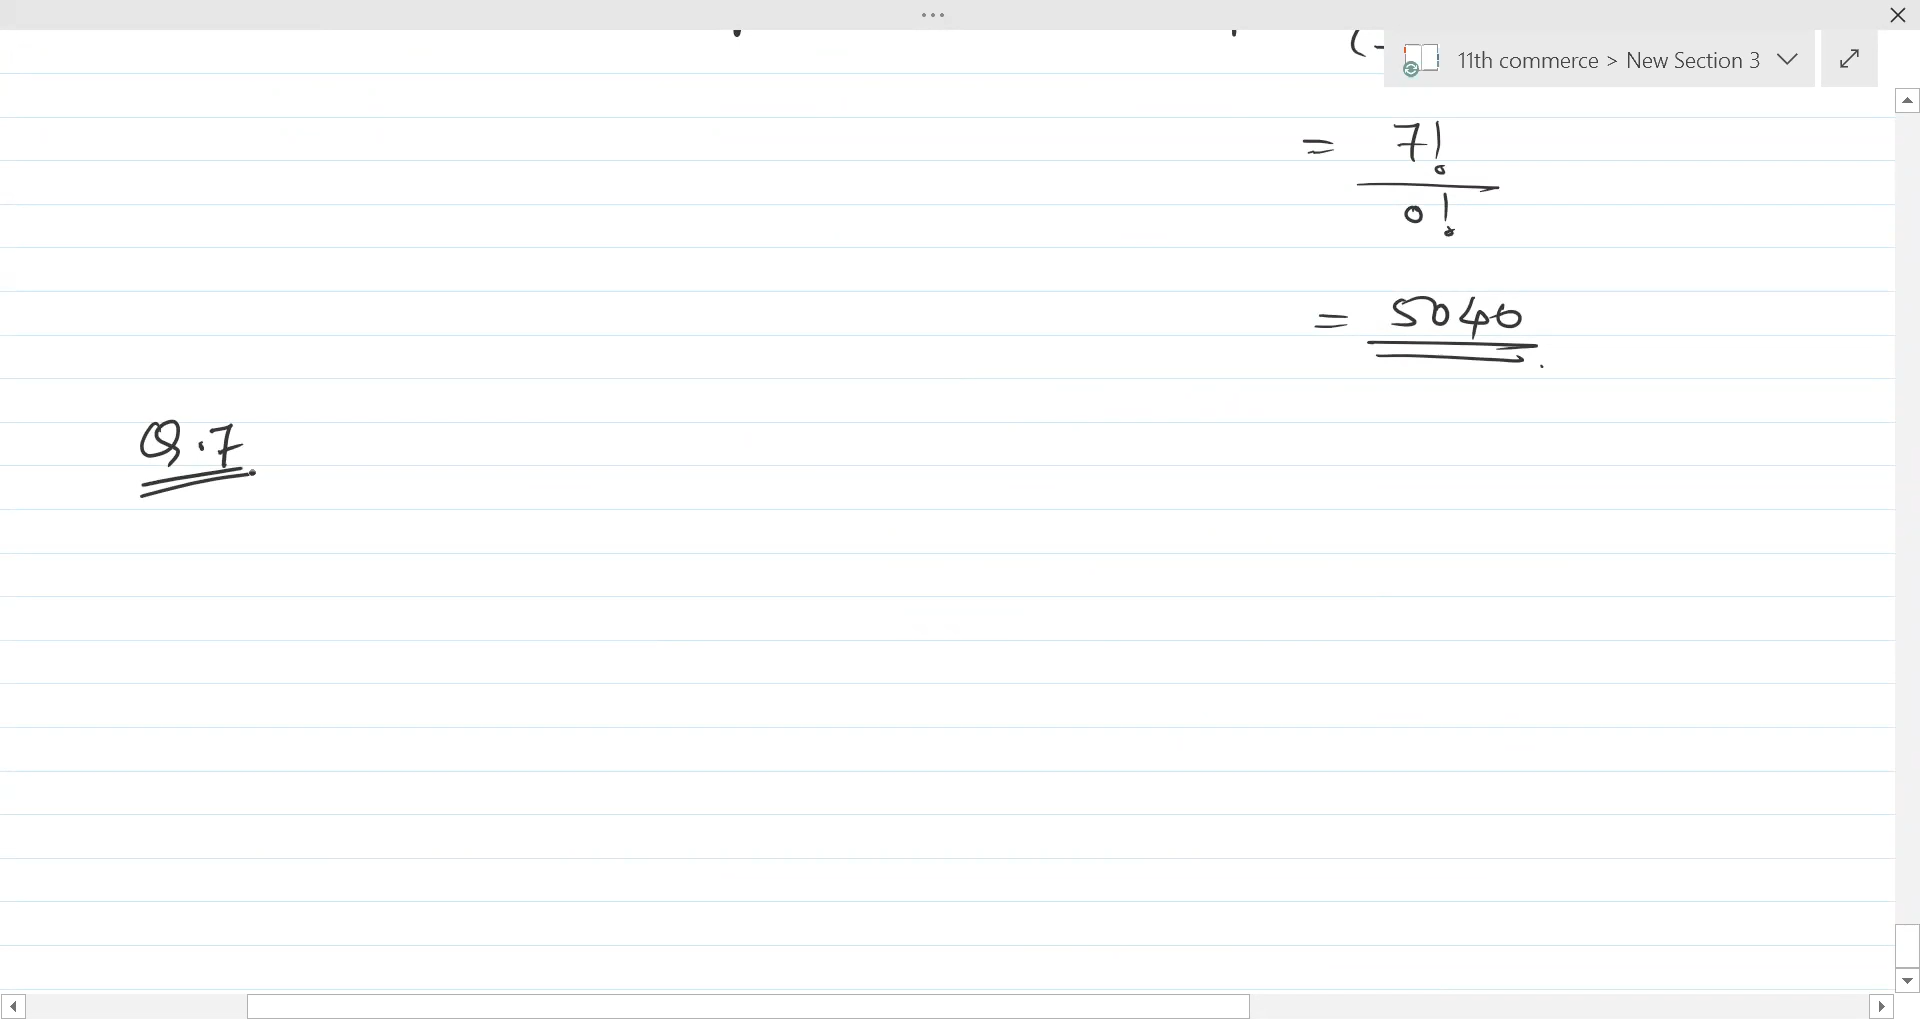 11th commerce > New Section 3
= 7!
0!
= 5040
Q.7